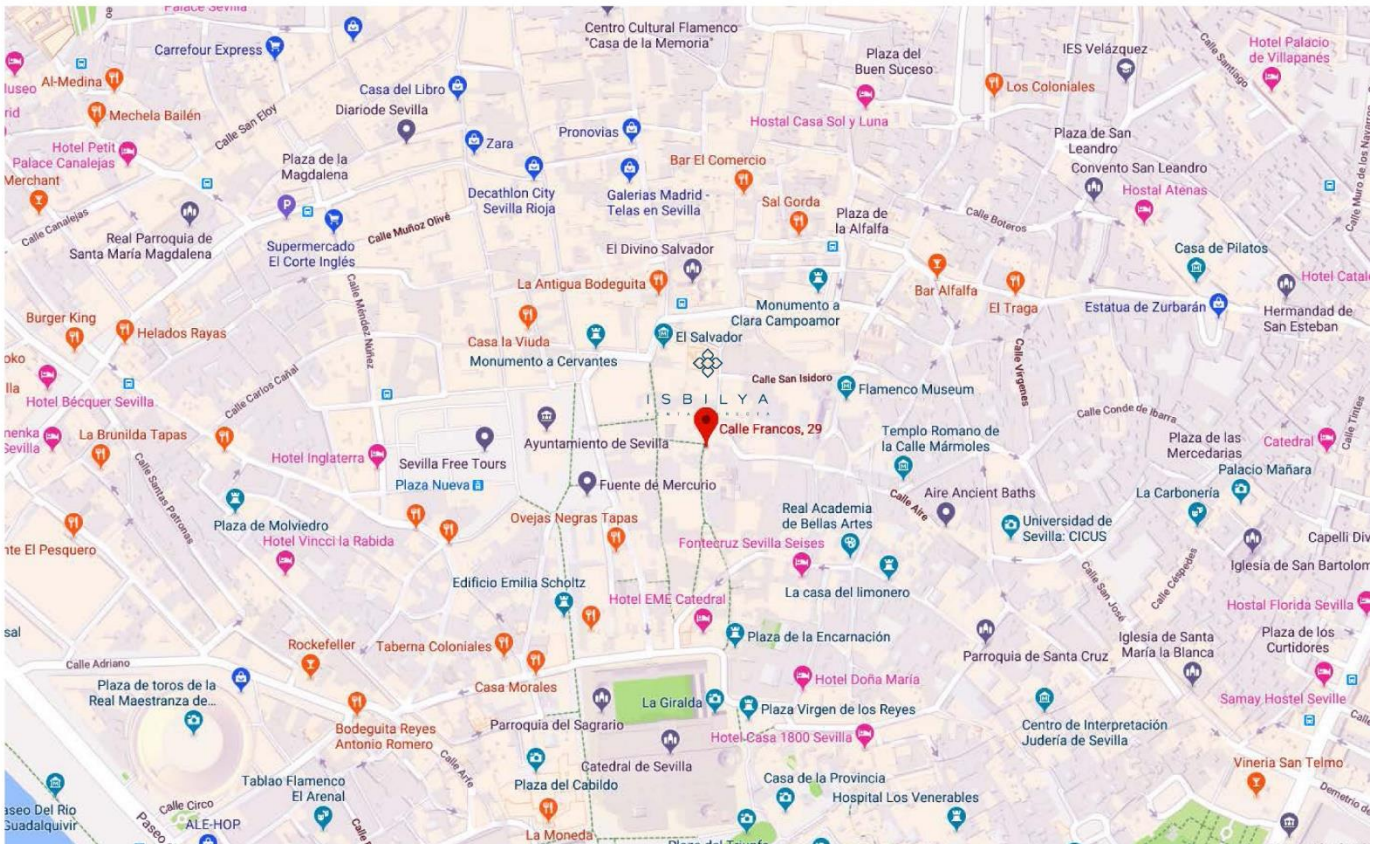 Palace Sevilla
Centro Cultural Flamenco
"Casa de la Memoria"
Carrefour Express
Plaza del
Buen Suceso
IES Velázquez
Calle Santiago
Hotel Palacio
de Villapanés
Al-Medina
Mechela Bailén
Calle San Eloy
Casa del Libro
Diariode Sevilla
Zara
Pronovias
Hostal Casa Sol y Luna
Los Coloniales
Plaza de San
Leandro
Convento San Leandro
Hostal Atenas
Hotel Petit
Palace Canalejas
Merchant
Calle Canalejas
Plaza de la
Magdalena
Decathlon City
Sevilla Rioja
Galerias Madrid -
Telas en Sevilla
Bar El Comercio
Sal Gorda
Plaza de
la Alfalfa
Calle Boteros
Calle Muro de los Navarros
Real Parroquia de
Santa María Magdalena
Supermercado
El Corte Inglés
Calle Muñoz Olivé
El Divino Salvador
Casa de Pilatos
La Antigua Bodeguita
Monumento a
Clara Campoamor
Bar Alfalfa
El Traga
Estatua de Zurbarán
Hermandad de
San Esteban
Burger King
Helados Rayas
Calle Méndez Núñez
Casa la Viuda
Monumento a Cervantes
El Salvador
Calle Vírgenes
Hotel Bécquer Sevilla
Calle Carlos Cañal
Calle San Isidoro
Flamenco Museum
ISBILYA
Calle Francos, 29
Calle Conde de Ibarra
Calle Tintes
La Brunilda Tapas
Hotel Inglaterra
Sevilla Free Tours
Plaza Nueva
Ayuntamiento de Sevilla
Fuente de Mercurio
Templo Romano de
la Calle Mármoles
Plaza de las
Mercedarias
Catedral
Palacio Mañara
Calle Santas Patronas
Plaza de Molviedro
Hotel Vincci la Rabida
Ovejas Negras Tapas
Real Academia
de Bellas Artes
Calle Aire
Aire Ancient Baths
Universidad de
Sevilla: CICUS
La Carbonería
Fontecruz Sevilla Seises
Edificio Emilia Scholtz
Hotel EME Catedral
La casa del limonero
Calle San José
Calle Céspedes
Iglesia de San Bartolom
Capelli Div
Hostal Florida Sevilla
Calle Adriano
Rockefeller
Taberna Coloniales
Casa Morales
Plaza de la Encarnación
Parroquia de Santa Cruz
Iglesia de Santa
María la Blanca
Plaza de los
Curtidores
Plaza de toros de la
Real Maestranza de...
Bodeguita Reyes
Antonio Romero
Parroquia del Sagrario
La Giralda
Hotel Doña María
Plaza Virgen de los Reyes
Hotel Casa 1800 Sevilla
Centro de Interpretación
Judería de Sevilla
Samay Hostel Seville
Calle Arfe
Plaza del Cabildo
Catedral de Sevilla
Casa de la Provincia
Hospital Los Venerables
Vineria San Telmo
Tablao Flamenco
El Arenal
Calle Circo
ALE-HOP
Paseo
La Moneda
Demetrio de